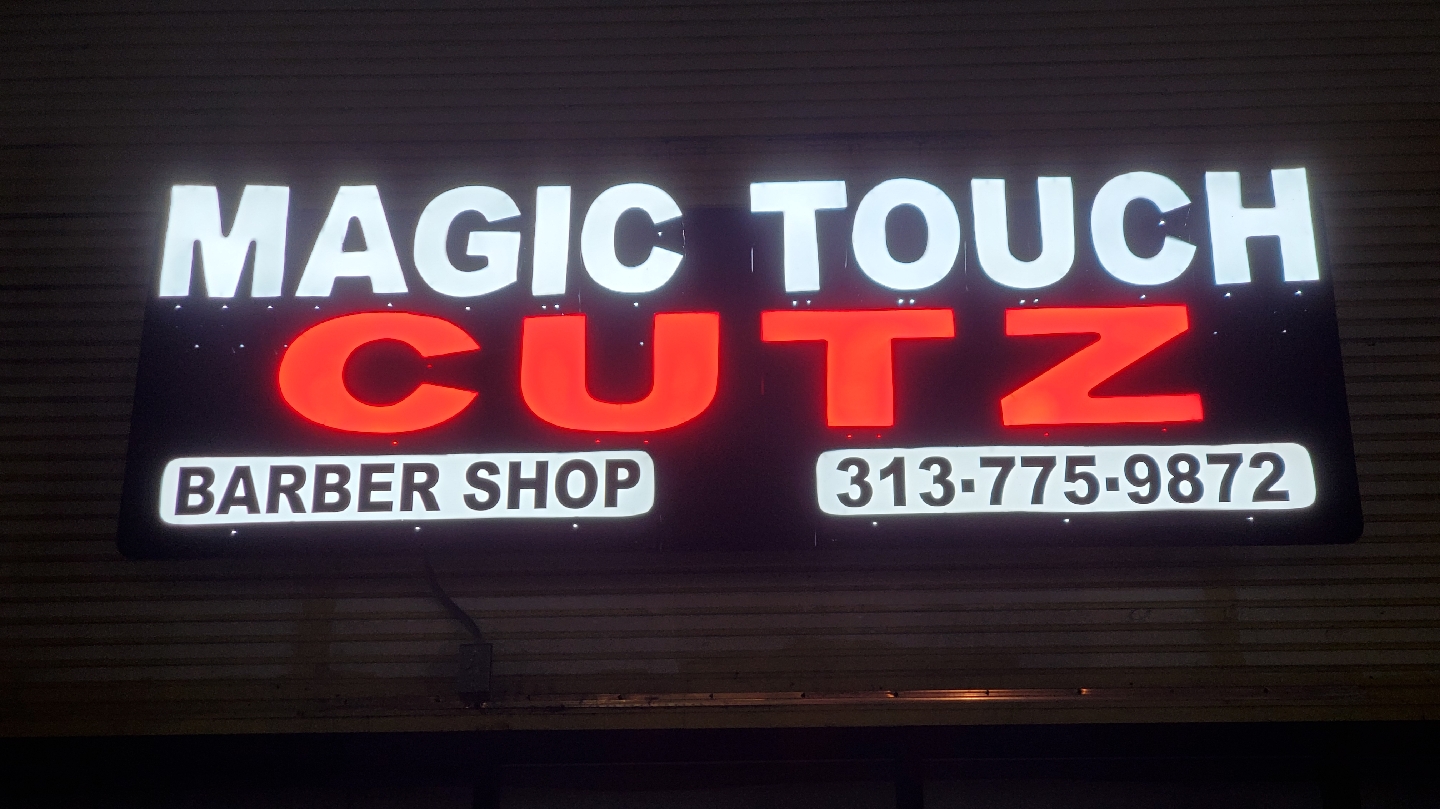 MAGIC TOUCH
CUTZ
BARBER SHOP
313·775·9872